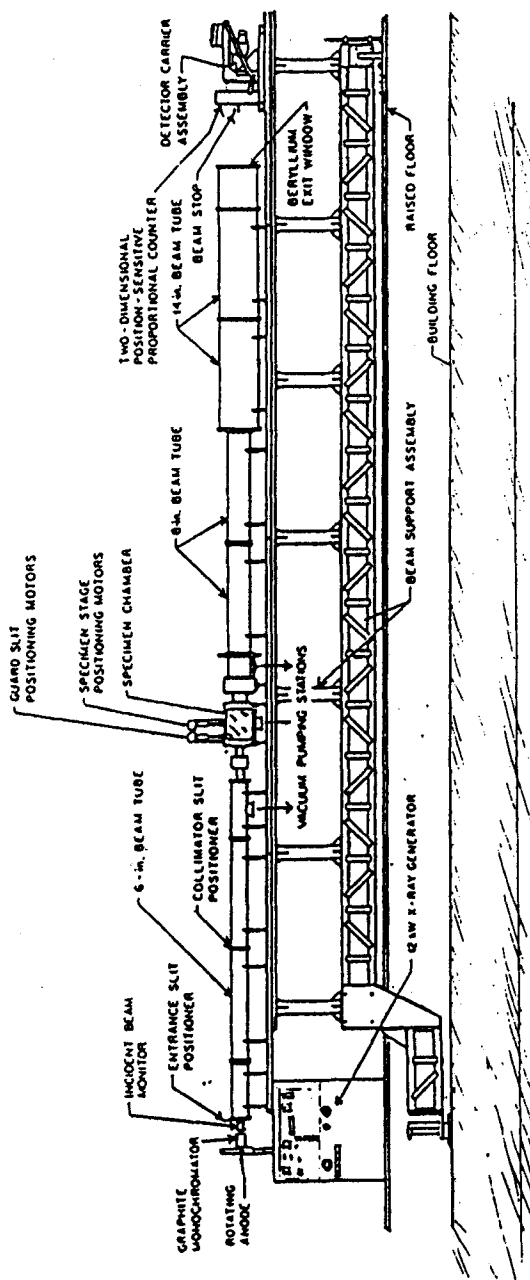 GRAPHITE
MONOCHROMATOR
ROTATING
ANODE
INCIDENT BEAM
MONITOR
ENTRANCE SLIT
POSITIONER
6-in. BEAM TUBE
COLLIMATOR SLIT
POSITIONER
GUARD SLIT
POSITIONING MOTORS
SPECIMEN STAGE
POSITIONING MOTORS
SPECIMEN CHAMBER
VACUUM PUMPING STATIONS
8-in. BEAM TUBE
TWO-DIMENSIONAL
POSITION-SENSITIVE
PROPORTIONAL COUNTER
14-in. BEAM TUBE
BEAM STOP
DETECTOR CARRIER
ASSEMBLY
BERYLLIUM
EXIT WINDOW
12 kW X-RAY GENERATOR
BEAM SUPPORT ASSEMBLY
BUILDING FLOOR
RAISED FLOOR